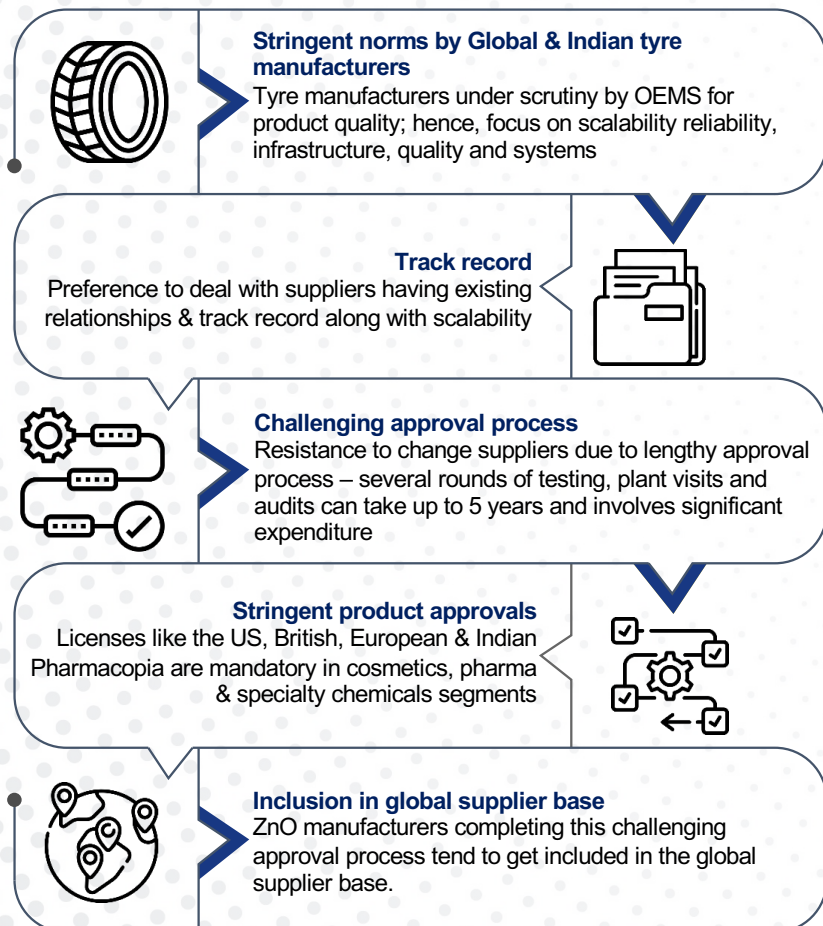 Stringent norms by Global & Indian tyre
manufacturers
Tyre manufacturers under scrutiny by OEMS for
product quality; hence, focus on scalability reliability,
infrastructure, quality and systems
Track record
Preference to deal with suppliers having existing
relationships & track record along with scalability
Challenging approval process
Resistance to change suppliers due to lengthy approval
process – several rounds of testing, plant visits and
audits can take up to 5 years and involves significant
expenditure
Stringent product approvals
Licenses like the US, British, European & Indian
Pharmacopia are mandatory in cosmetics, pharma
& specialty chemicals segments
Inclusion in global supplier base
ZnO manufacturers completing this challenging
approval process tend to get included in the global
supplier base.